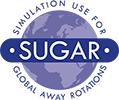 SIMULATION USE FOR
• SUGAR •
GLOBAL AWAY ROTATIONS